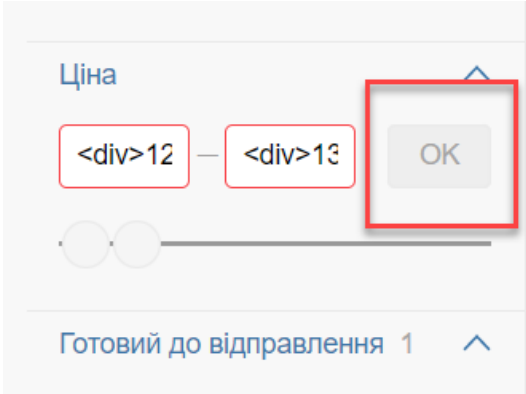 Ціна
<div>12 — <div>13 OK
Готовий до відправлення 1